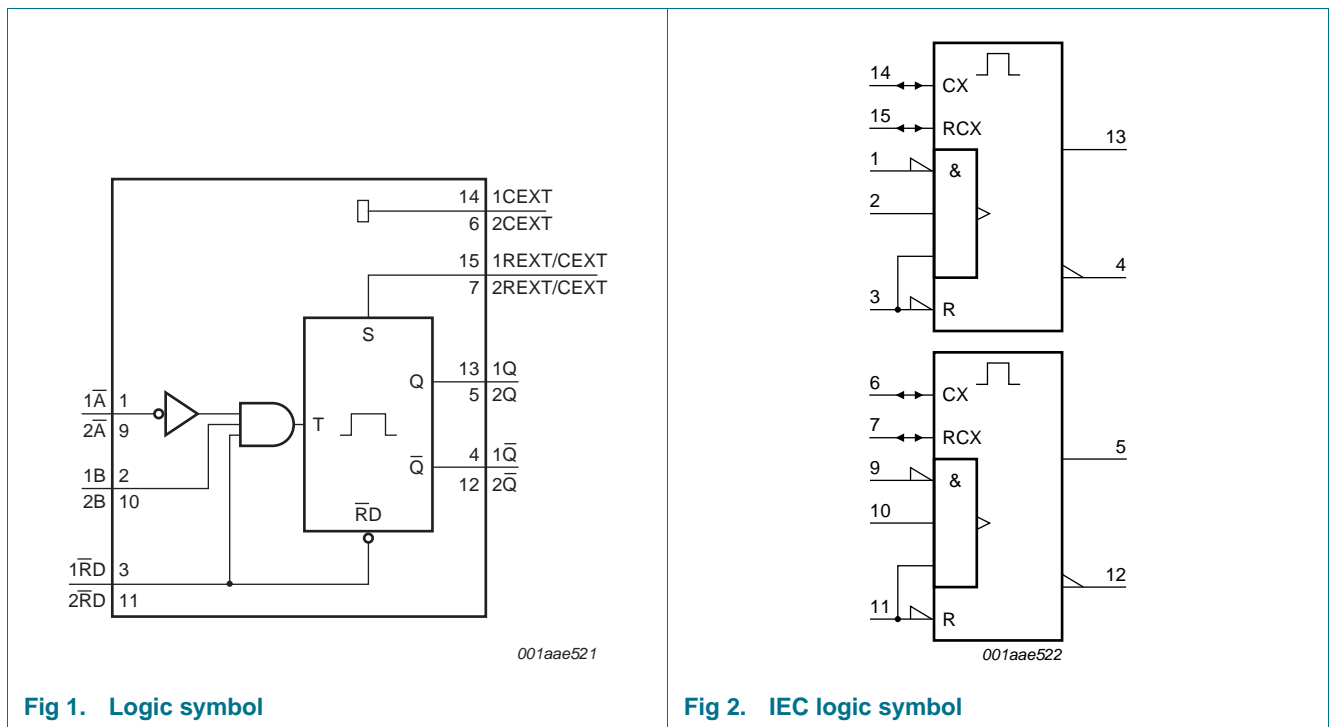 14 1CEXT
6 2CEXT
15 1REXT/CEXT
7 2REXT/CEXT
S
Q 13 1Q
5 2Q
1A̅ 1
2A̅ 9
T
1B 2
2B 10
Q̅ 4 1Q̅
12 2Q̅
R̅D̅
1R̅D̅ 3
2R̅D̅ 11
001aae521
Fig 1. Logic symbol
14 CX
15 RCX
13
1 &
2
4
3 R
6 CX
7 RCX
5
9 &
10
12
11 R
001aae522
Fig 2. IEC logic symbol